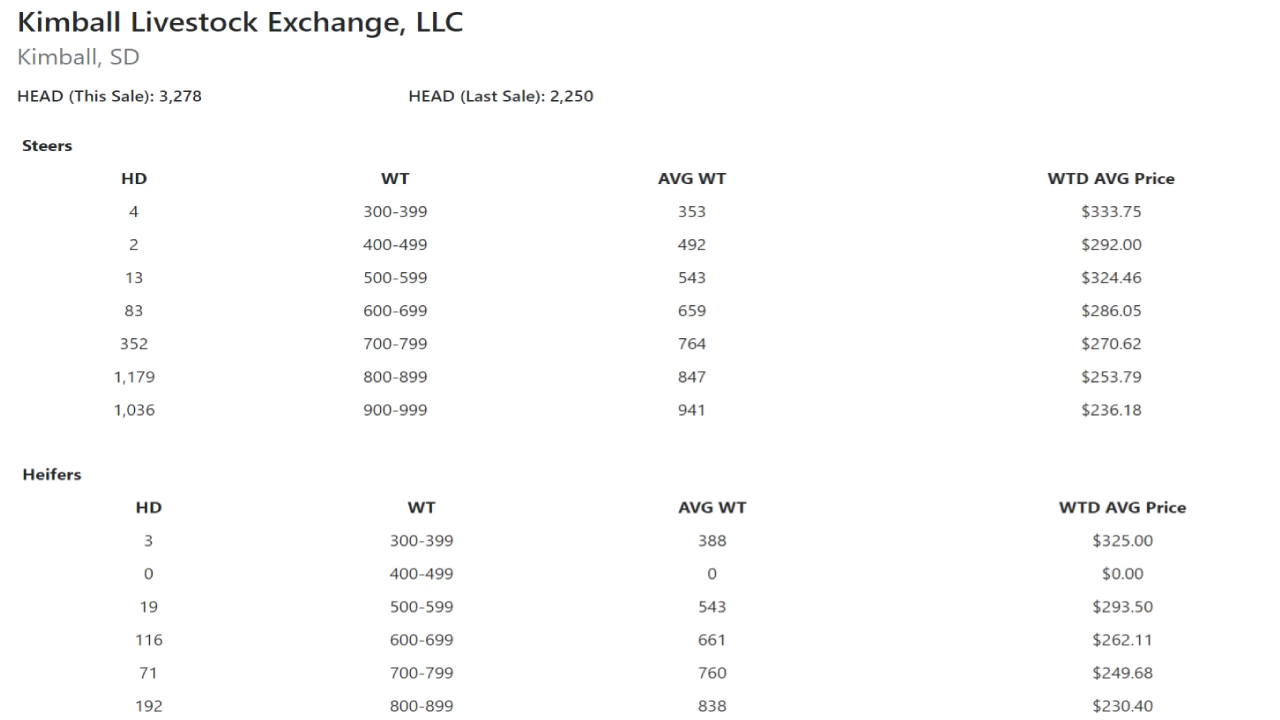 Kimball Livestock Exchange, LLC
Kimball, SD
HEAD (This Sale): 3,278 HEAD (Last Sale): 2,250
Steers
HD WT AVG WT WTD AVG Price
4 300-399 353 $333.75
2 400-499 492 $292.00
13 500-599 543 $324.46
83 600-699 659 $286.05
352 700-799 764 $270.62
1,179 800-899 847 $253.79
1,036 900-999 941 $236.18
Heifers
HD WT AVG WT WTD AVG Price
3 300-399 388 $325.00
0 400-499 0 $0.00
19 500-599 543 $293.50
116 600-699 661 $262.11
71 700-799 760 $249.68
192 800-899 838 $230.40